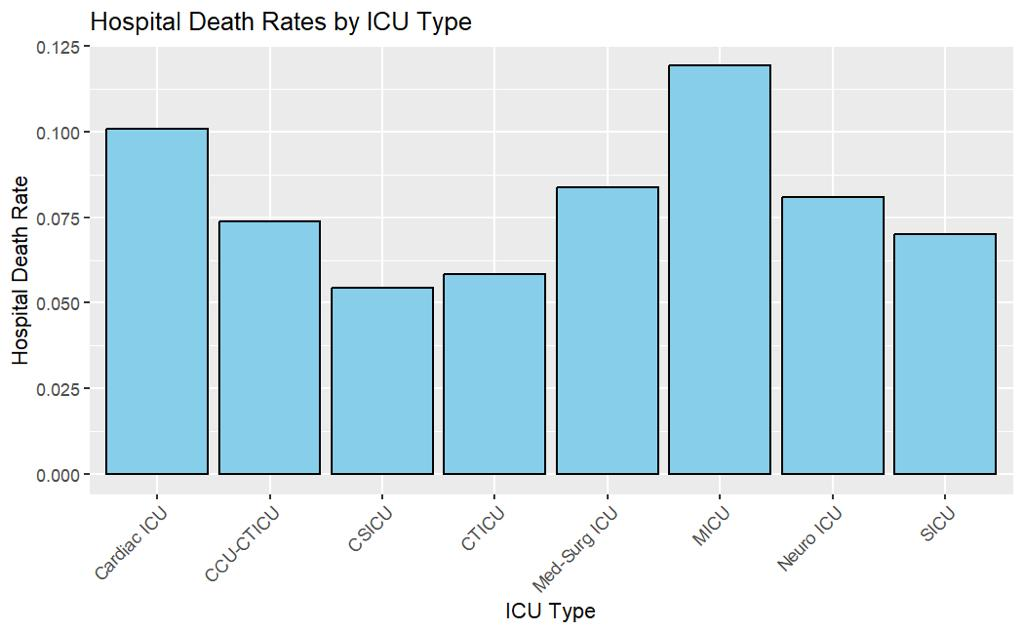 Hospital Death Rates by ICU Type
0.125
0.100
0.075
0.050
0.025
0.000
Hospital Death Rate
Cardiac ICU
CCU-CTICU
CSICU
CTICU
Med-Surg ICU
MICU
Neuro ICU
SICU
ICU Type